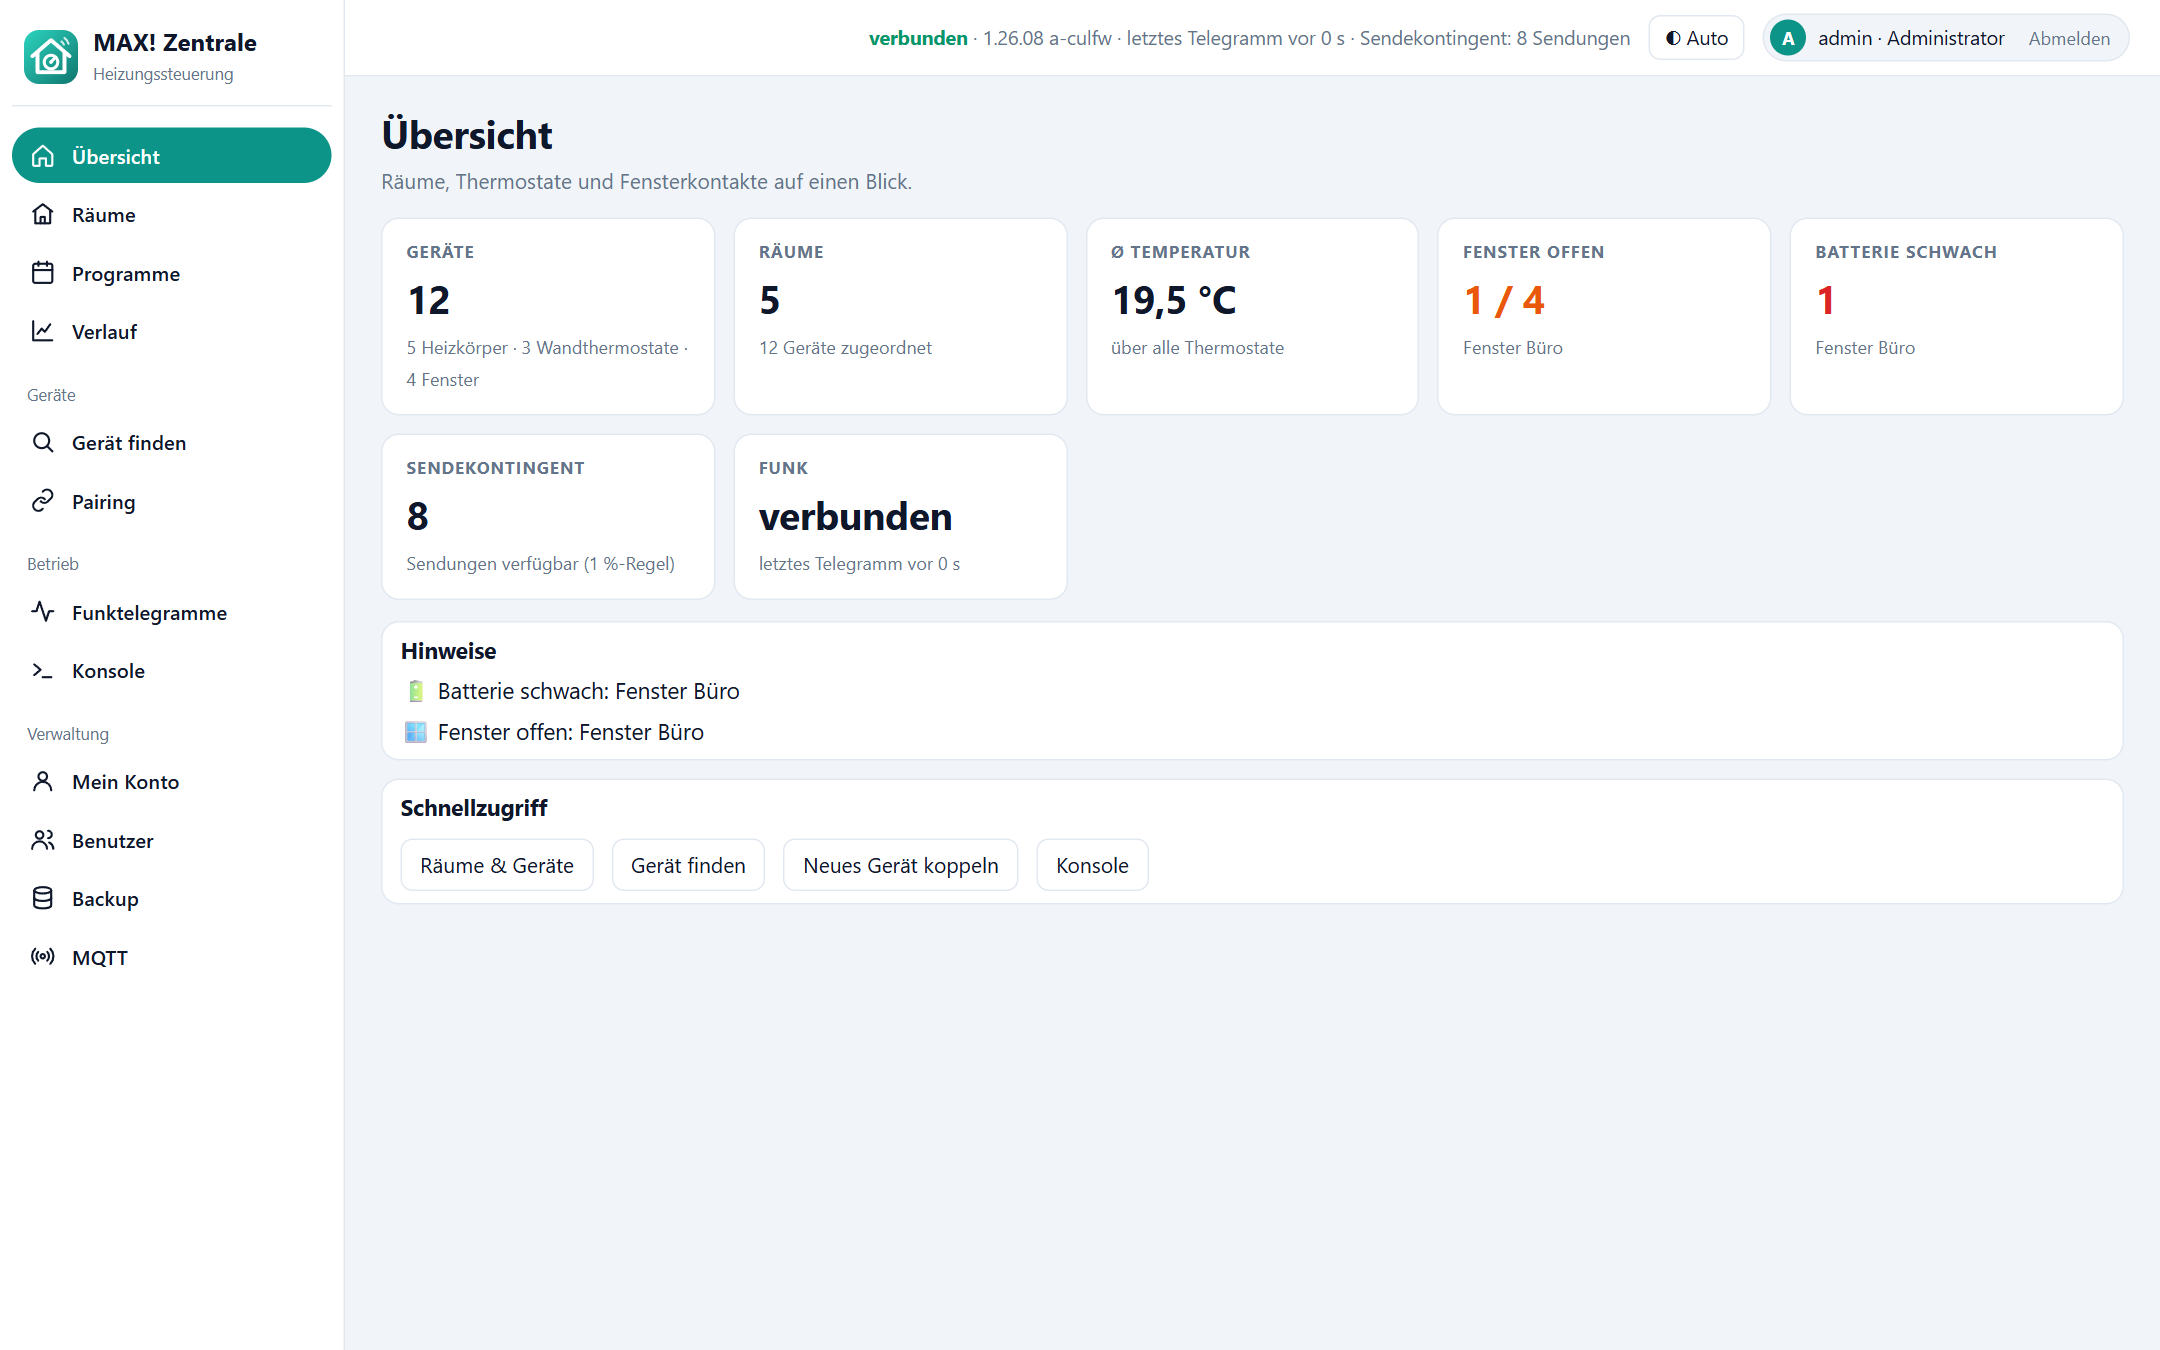 MAX! Zentrale
Heizungssteuerung
Übersicht
Räume
Programme
Verlauf
Geräte
Gerät finden
Pairing
Betrieb
Funktelegramme
Konsole
Verwaltung
Mein Konto
Benutzer
Backup
MQTT
verbunden · 1.26.08 a-culfw · letztes Telegramm vor 0 s · Sendekontingent: 8 Sendungen
Auto
A admin · Administrator Abmelden
Übersicht
Räume, Thermostate und Fensterkontakte auf einen Blick.
GERÄTE
12
5 Heizkörper · 3 Wandthermostate ·
4 Fenster
RÄUME
5
12 Geräte zugeordnet
Ø TEMPERATUR
19,5 °C
über alle Thermostate
FENSTER OFFEN
1 / 4
Fenster Büro
BATTERIE SCHWACH
1
Fenster Büro
SENDEKONTINGENT
8
Sendungen verfügbar (1 %-Regel)
FUNK
verbunden
letztes Telegramm vor 0 s
Hinweise
Batterie schwach: Fenster Büro
Fenster offen: Fenster Büro
Schnellzugriff
Räume & Geräte
Gerät finden
Neues Gerät koppeln
Konsole